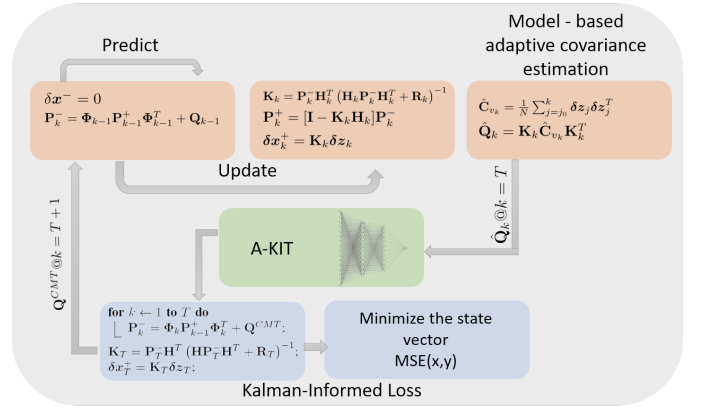 Predict
Model - based
adaptive covariance
estimation
δx⁻ = 0
P_k^- = Φ_{k-1}P_{k-1}^+Φ_{k-1}^T + Q_{k-1}
K_k = P_k^-H_k^T (H_kP_k^-H_k^T + R_k)^{-1}
P_k^+ = [I − K_kH_k]P_k^-
δx_k^+ = K_kδz_k
Ĉ_{v_k} = \frac{1}{N} ∑_{j=j_0}^k δz_jδz_j^T
Q̂_k = K_kĈ_{v_k}K_k^T
Update
Q^{CMT}@k = T + 1
Q̂_k@k = T
A-KIT
for k ← 1 to T do
P_k^- = Φ_kP_{k-1}^+Φ_k^T + Q^{CMT};
K_T = P_T^-H^T (HP_T^-H^T + R_T)^{-1};
δx_T^+ = K_Tδz_T;
Minimize the state
vector
MSE(x,y)
Kalman-Informed Loss